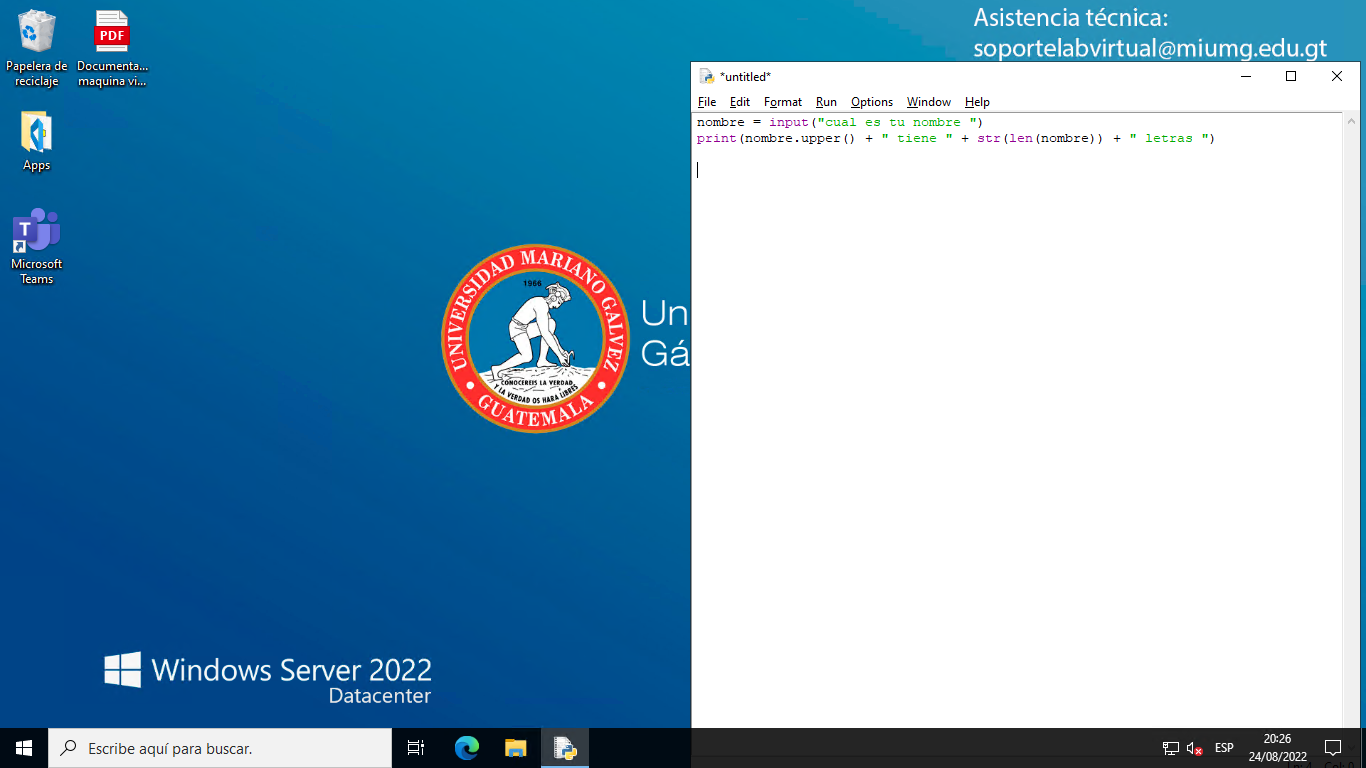 Asistencia técnica:
soportelabvirtual@miumg.edu.gt
Papelera de
reciclaje
PDF
Documenta...
maquina vi...
Apps
T
Microsoft
Teams
*untitled*
File Edit Format Run Options Window Help
nombre = input("cual es tu nombre ")
print(nombre.upper() + " tiene " + str(len(nombre)) + " letras ")
UNIVERSIDAD MARIANO GALVEZ
1966
CONOCEREIS LA VERDAD
Y LA VERDAD OS HARA LIBRES
GUATEMALA
Un
Gá
Windows Server 2022
Datacenter
Escribe aquí para buscar.
ESP
20:26
24/08/2022